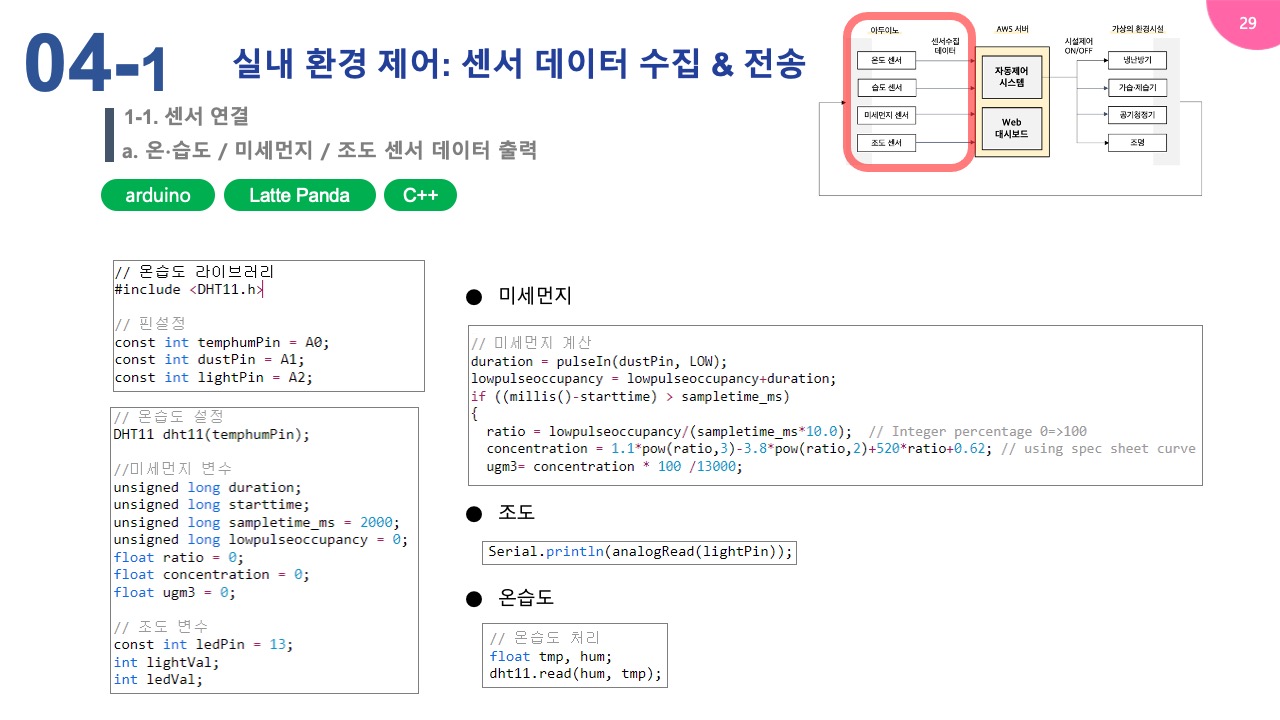 29
04-1
실내 환경 제어: 센서 데이터 수집 & 전송
1-1. 센서 연결
a. 온·습도 / 미세먼지 / 조도 센서 데이터 출력
arduino
Latte Panda
C++
아두이노
센서수집
데이터
AWS 서버
시설제어
ON/OFF
가상의 환경시설
온도 센서
습도 센서
미세먼지 센서
조도 센서
자동제어
시스템
Web
대시보드
냉난방기
가습·제습기
공기청정기
조명
// 온습도 라이브러리
#include <DHT11.h>
// 핀설정
const int temphumPin = A0;
const int dustPin = A1;
const int lightPin = A2;
// 온습도 설정
DHT11 dht11(temphumPin);
//미세먼지 변수
unsigned long duration;
unsigned long starttime;
unsigned long sampletime_ms = 2000;
unsigned long lowpulseoccupancy = 0;
float ratio = 0;
float concentration = 0;
float ugm3 = 0;
// 조도 변수
const int ledPin = 13;
int lightVal;
int ledVal;
● 미세먼지
// 미세먼지 계산
duration = pulseIn(dustPin, LOW);
lowpulseoccupancy = lowpulseoccupancy+duration;
if ((millis()-starttime) > sampletime_ms)
{
ratio = lowpulseoccupancy/(sampletime_ms*10.0);  // Integer percentage 0=>100
concentration = 1.1*pow(ratio,3)-3.8*pow(ratio,2)+520*ratio+0.62; // using spec sheet curve
ugm3= concentration * 100 /13000;
● 조도
Serial.println(analogRead(lightPin));
● 온습도
// 온습도 처리
float tmp, hum;
dht11.read(hum, tmp);